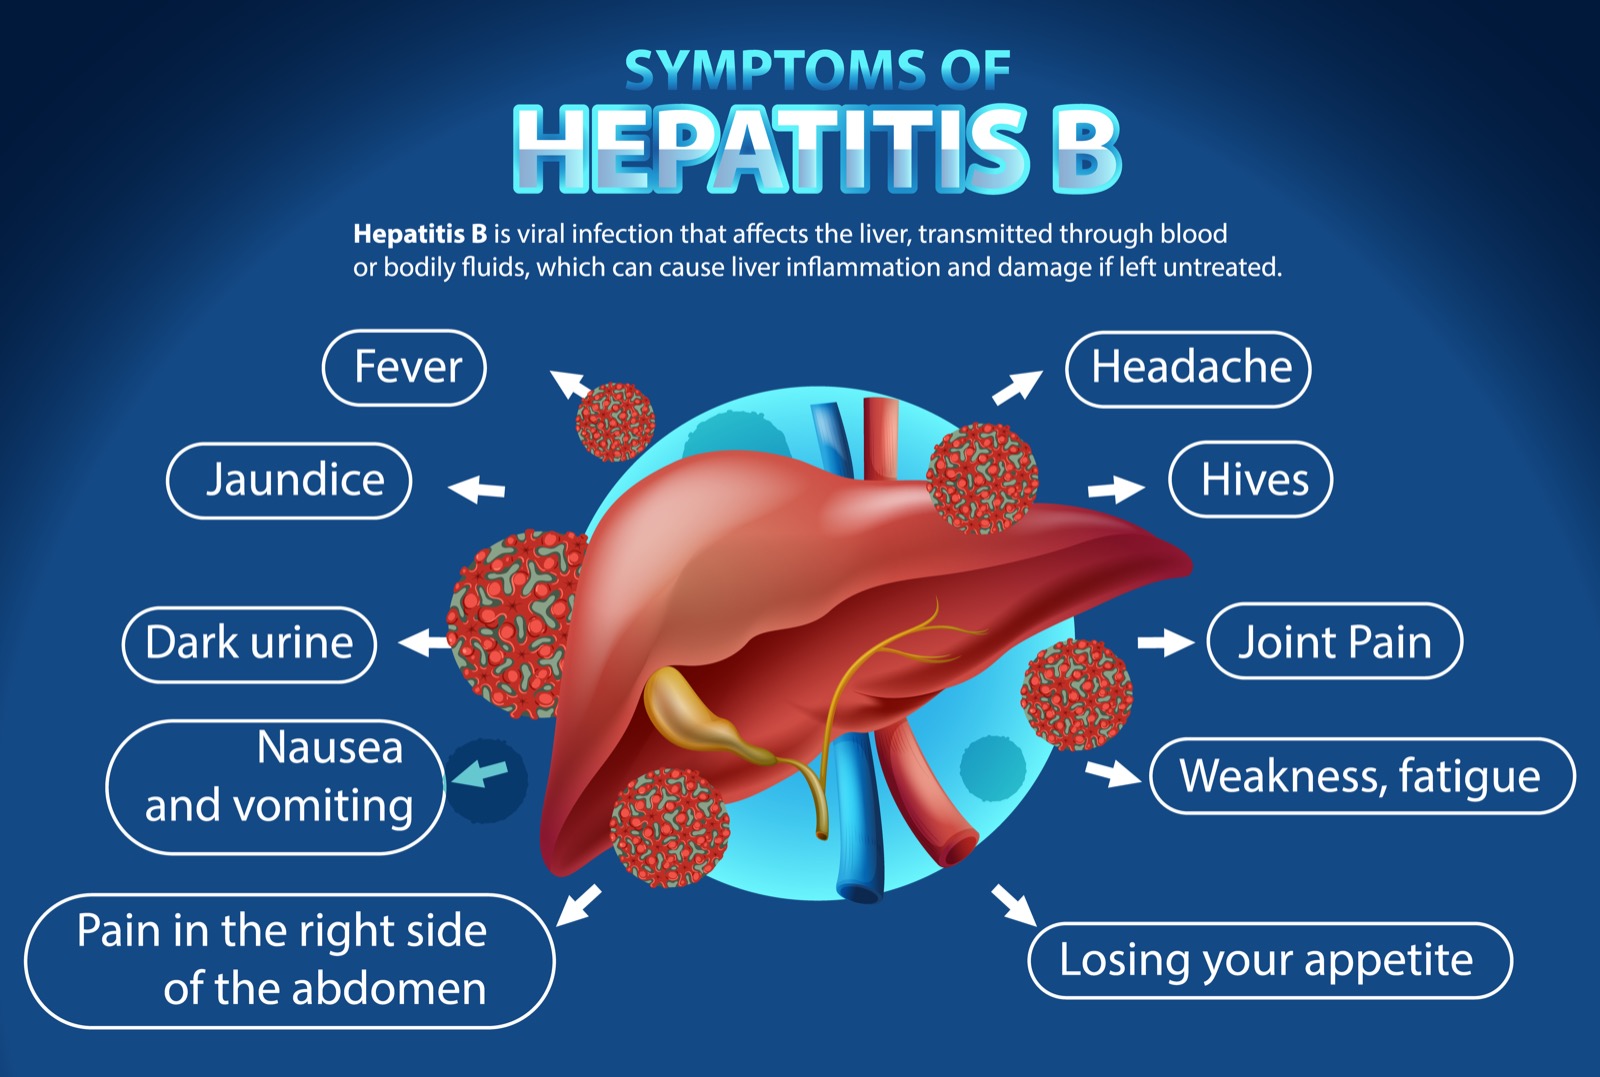 SYMPTOMS OF
HEPATITIS B
Hepatitis B is viral infection that affects the liver, transmitted through blood
or bodily fluids, which can cause liver inflammation and damage if left untreated.
Fever
Jaundice
Dark urine
Nausea
and vomiting
Pain in the right side
of the abdomen
Headache
Hives
Joint Pain
Weakness, fatigue
Losing your appetite